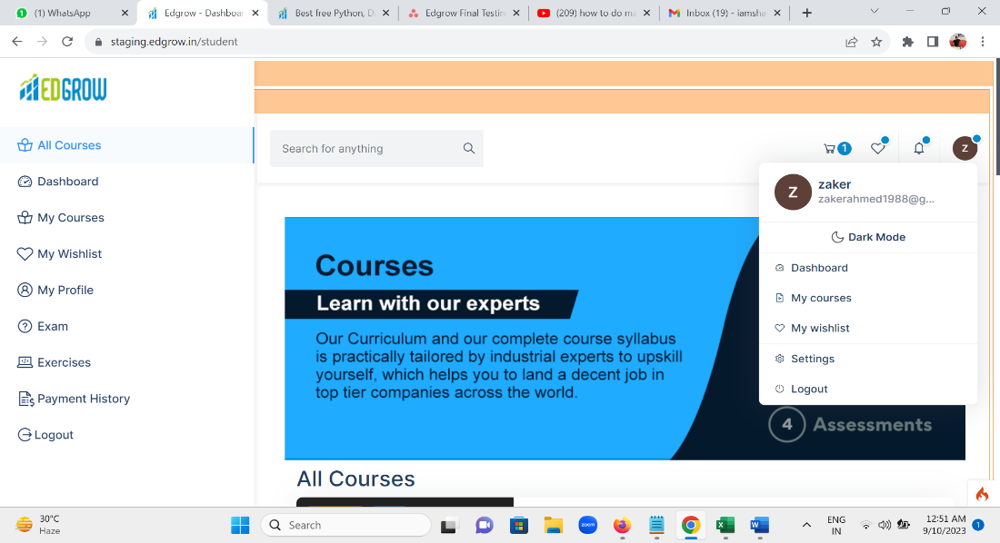 (1) WhatsApp
Edgrow - Dashboa
Best free Python, D
Edgrow Final Testin
(209) how to do ma
Inbox (19) - iamsha
staging.edgrow.in/student
EDGROW
All Courses
Dashboard
My Courses
My Wishlist
My Profile
Exam
Exercises
Payment History
Logout
Search for anything
1
Z
Z
zaker
zakerahmed1988@g...
Dark Mode
Dashboard
My courses
My wishlist
Settings
Logout
Courses
Learn with our experts
Our Curriculum and our complete course syllabus
is practically tailored by industrial experts to upskill
yourself, which helps you to land a decent job in
top tier companies across the world.
4 Assessments
All Courses
30°C
Haze
Search
zoom
ENG
IN
12:51 AM
9/10/2023
1